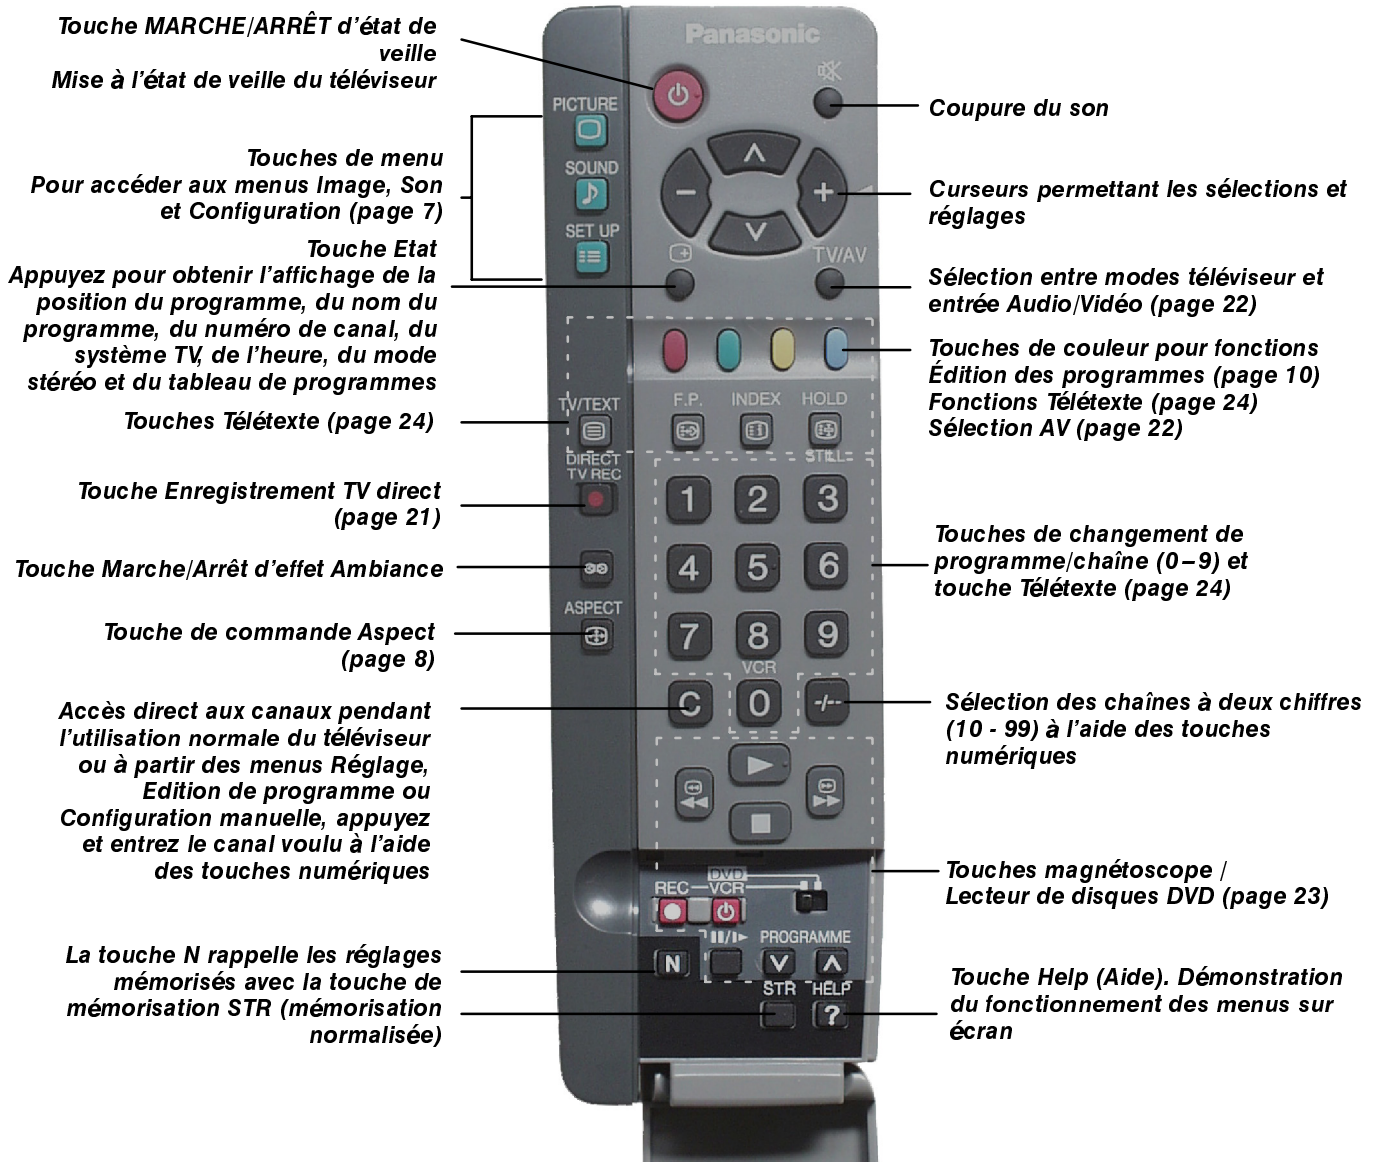 Touche MARCHE/ARRÊT d'état de
veille
Mise à l'état de veille du téléviseur
Touches de menu
Pour accéder aux menus Image, Son
et Configuration (page 7)
Touche Etat
Appuyez pour obtenir l'affichage de la
position du programme, du nom du
programme, du numéro de canal, du
système TV, de l'heure, du mode
stéréo et du tableau de programmes
Touches Télétexte (page 24)
Touche Enregistrement TV direct
(page 21)
Touche Marche/Arrêt d'effet Ambiance
Touche de commande Aspect
(page 8)
Accès direct aux canaux pendant
l'utilisation normale du téléviseur
ou à partir des menus Réglage,
Edition de programme ou
Configuration manuelle, appuyez
et entrez le canal voulu à l'aide
des touches numériques
La touche N rappelle les réglages
mémorisés avec la touche de
mémorisation STR (mémorisation
normalisée)
Panasonic
PICTURE
SOUND
SET UP
TV/AV
F.P. INDEX HOLD
TV/TEXT
STILL
DIRECT
TV REC
1 2 3
4 5 6
ASPECT
7 8 9
VCR
C 0 -/--
DVD
REC VCR
PROGRAMME
N
STR HELP
?
Coupure du son
Curseurs permettant les sélections et
réglages
Sélection entre modes téléviseur et
entrée Audio/Vidéo (page 22)
Touches de couleur pour fonctions
Édition des programmes (page 10)
Fonctions Télétexte (page 24)
Sélection AV (page 22)
Touches de changement de
programme/chaîne (0–9) et
touche Télétexte (page 24)
Sélection des chaînes à deux chiffres
(10 - 99) à l'aide des touches
numériques
Touches magnétoscope /
Lecteur de disques DVD (page 23)
Touche Help (Aide). Démonstration
du fonctionnement des menus sur
écran